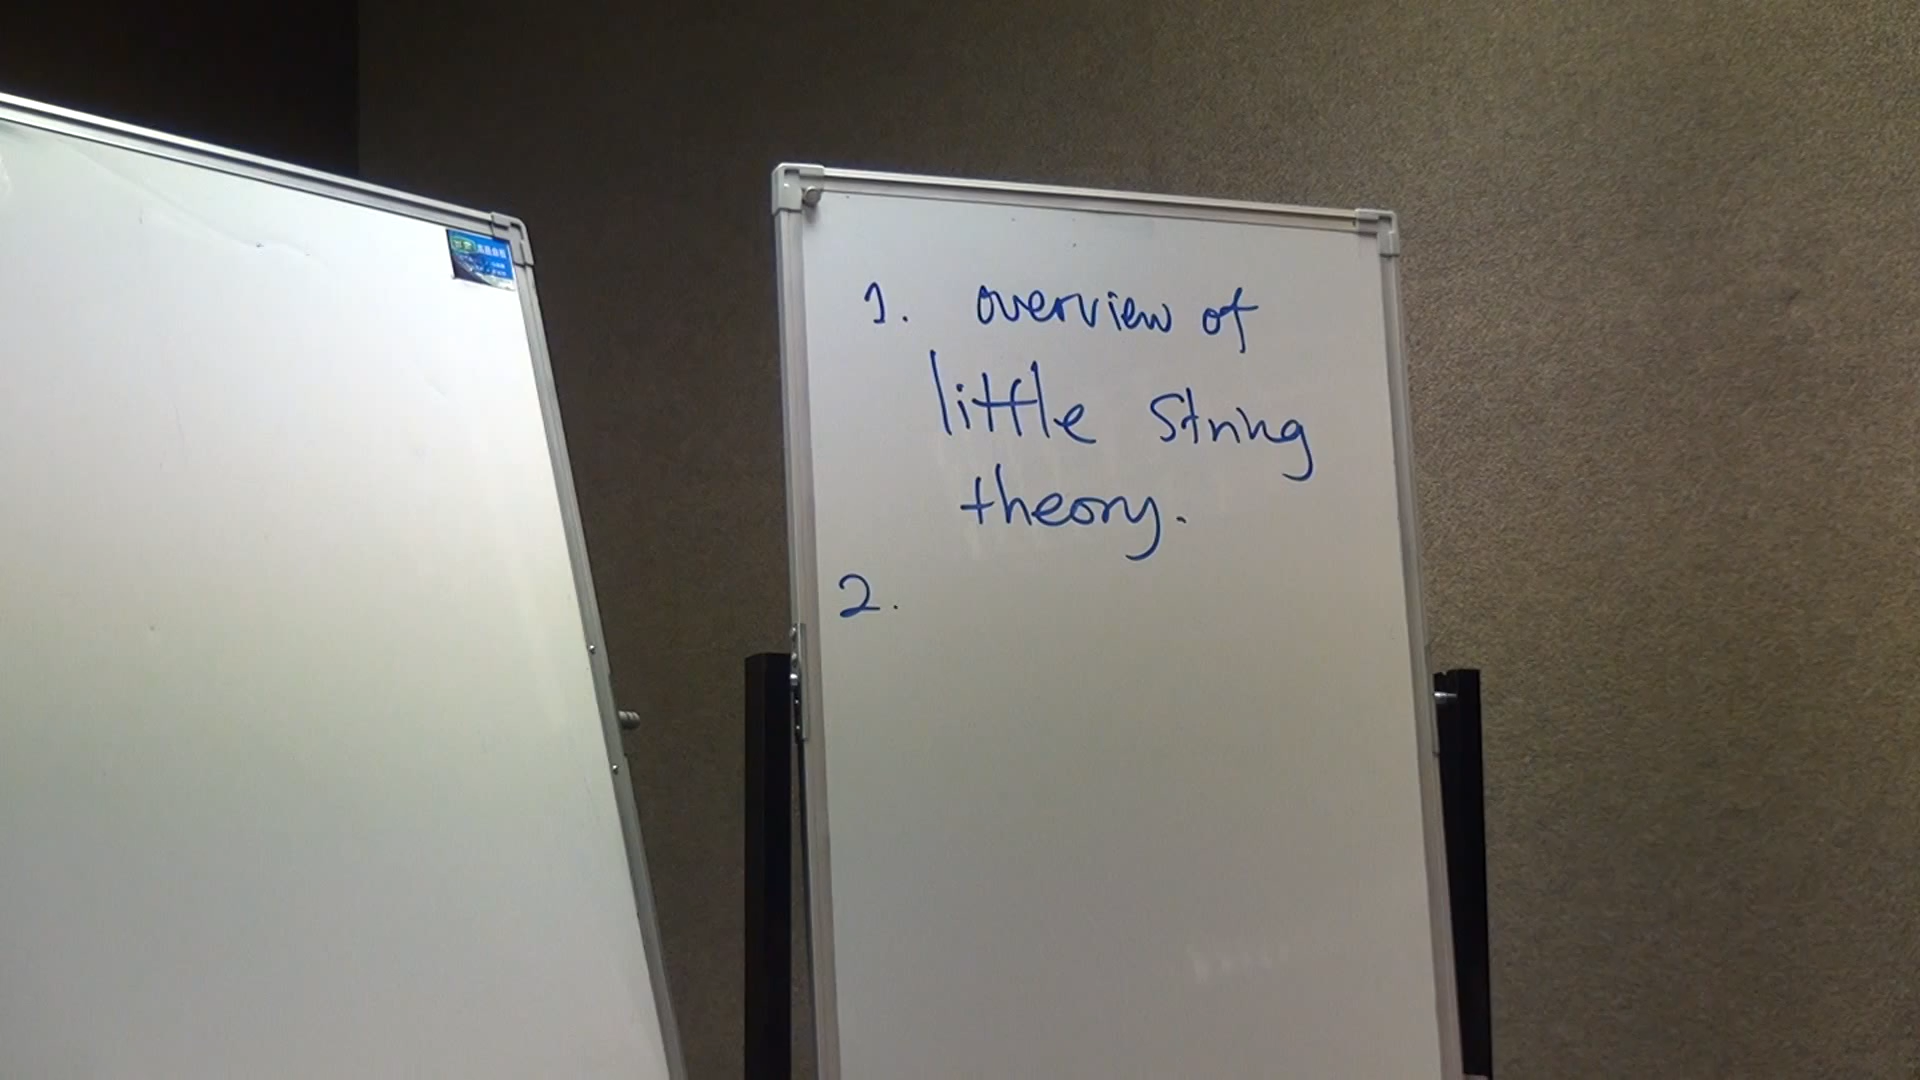 1. overview of
little string
theory.
2.